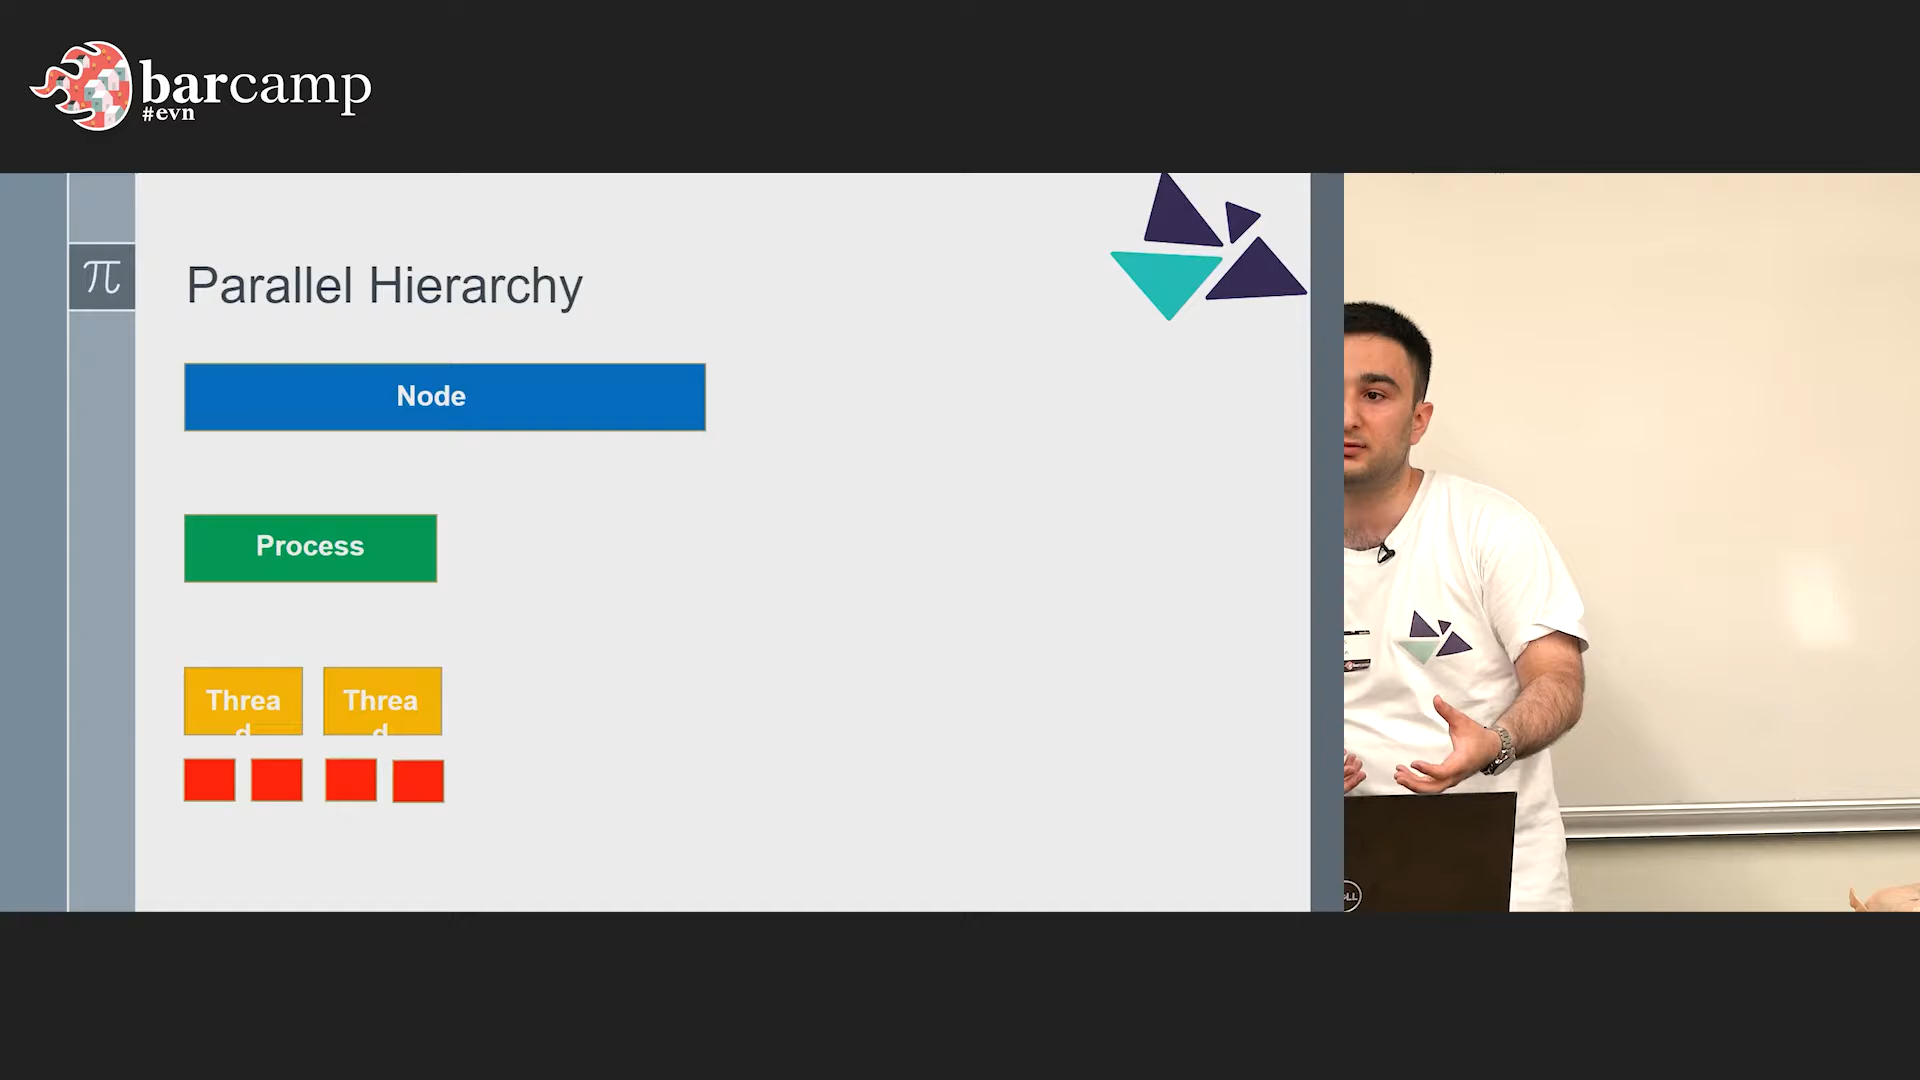 barcamp
#evn
π
Parallel Hierarchy
Node
Process
Threa
d
Threa
d